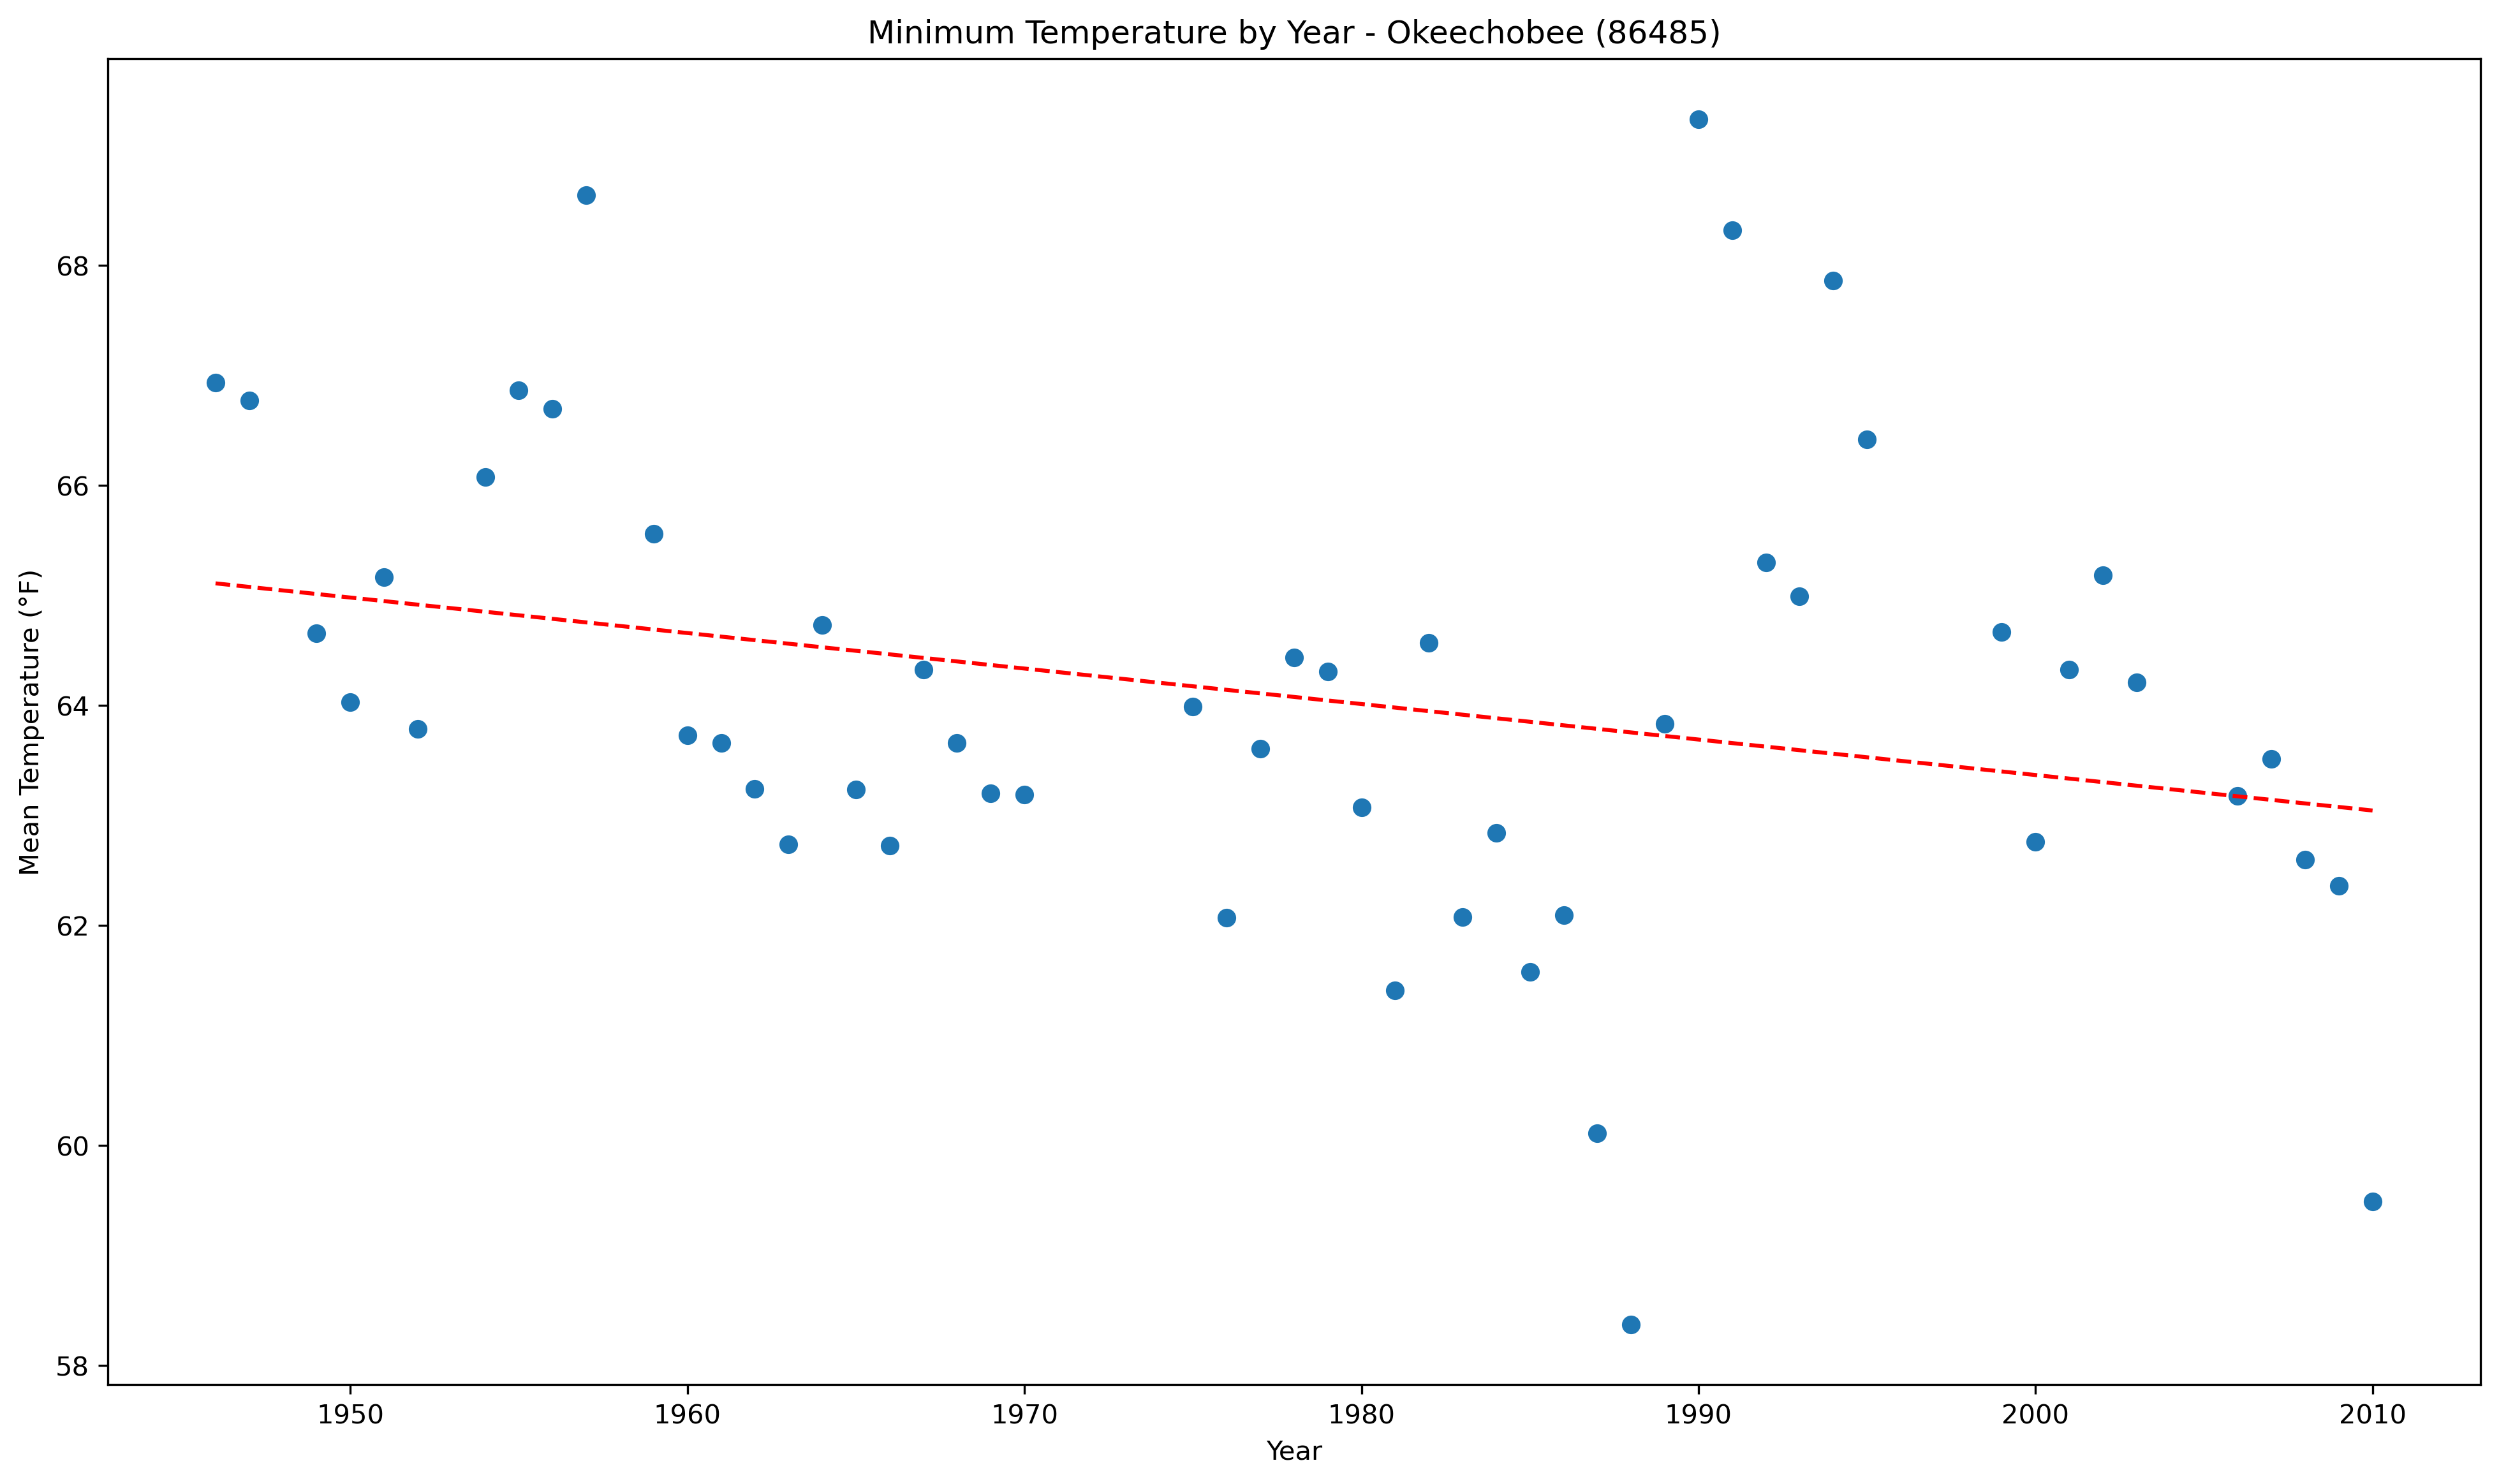 Minimum Temperature by Year - Okeechobee (86485)
Mean Temperature (°F)
68
66
64
62
60
58
1950 1960 1970 1980 1990 2000 2010
Year